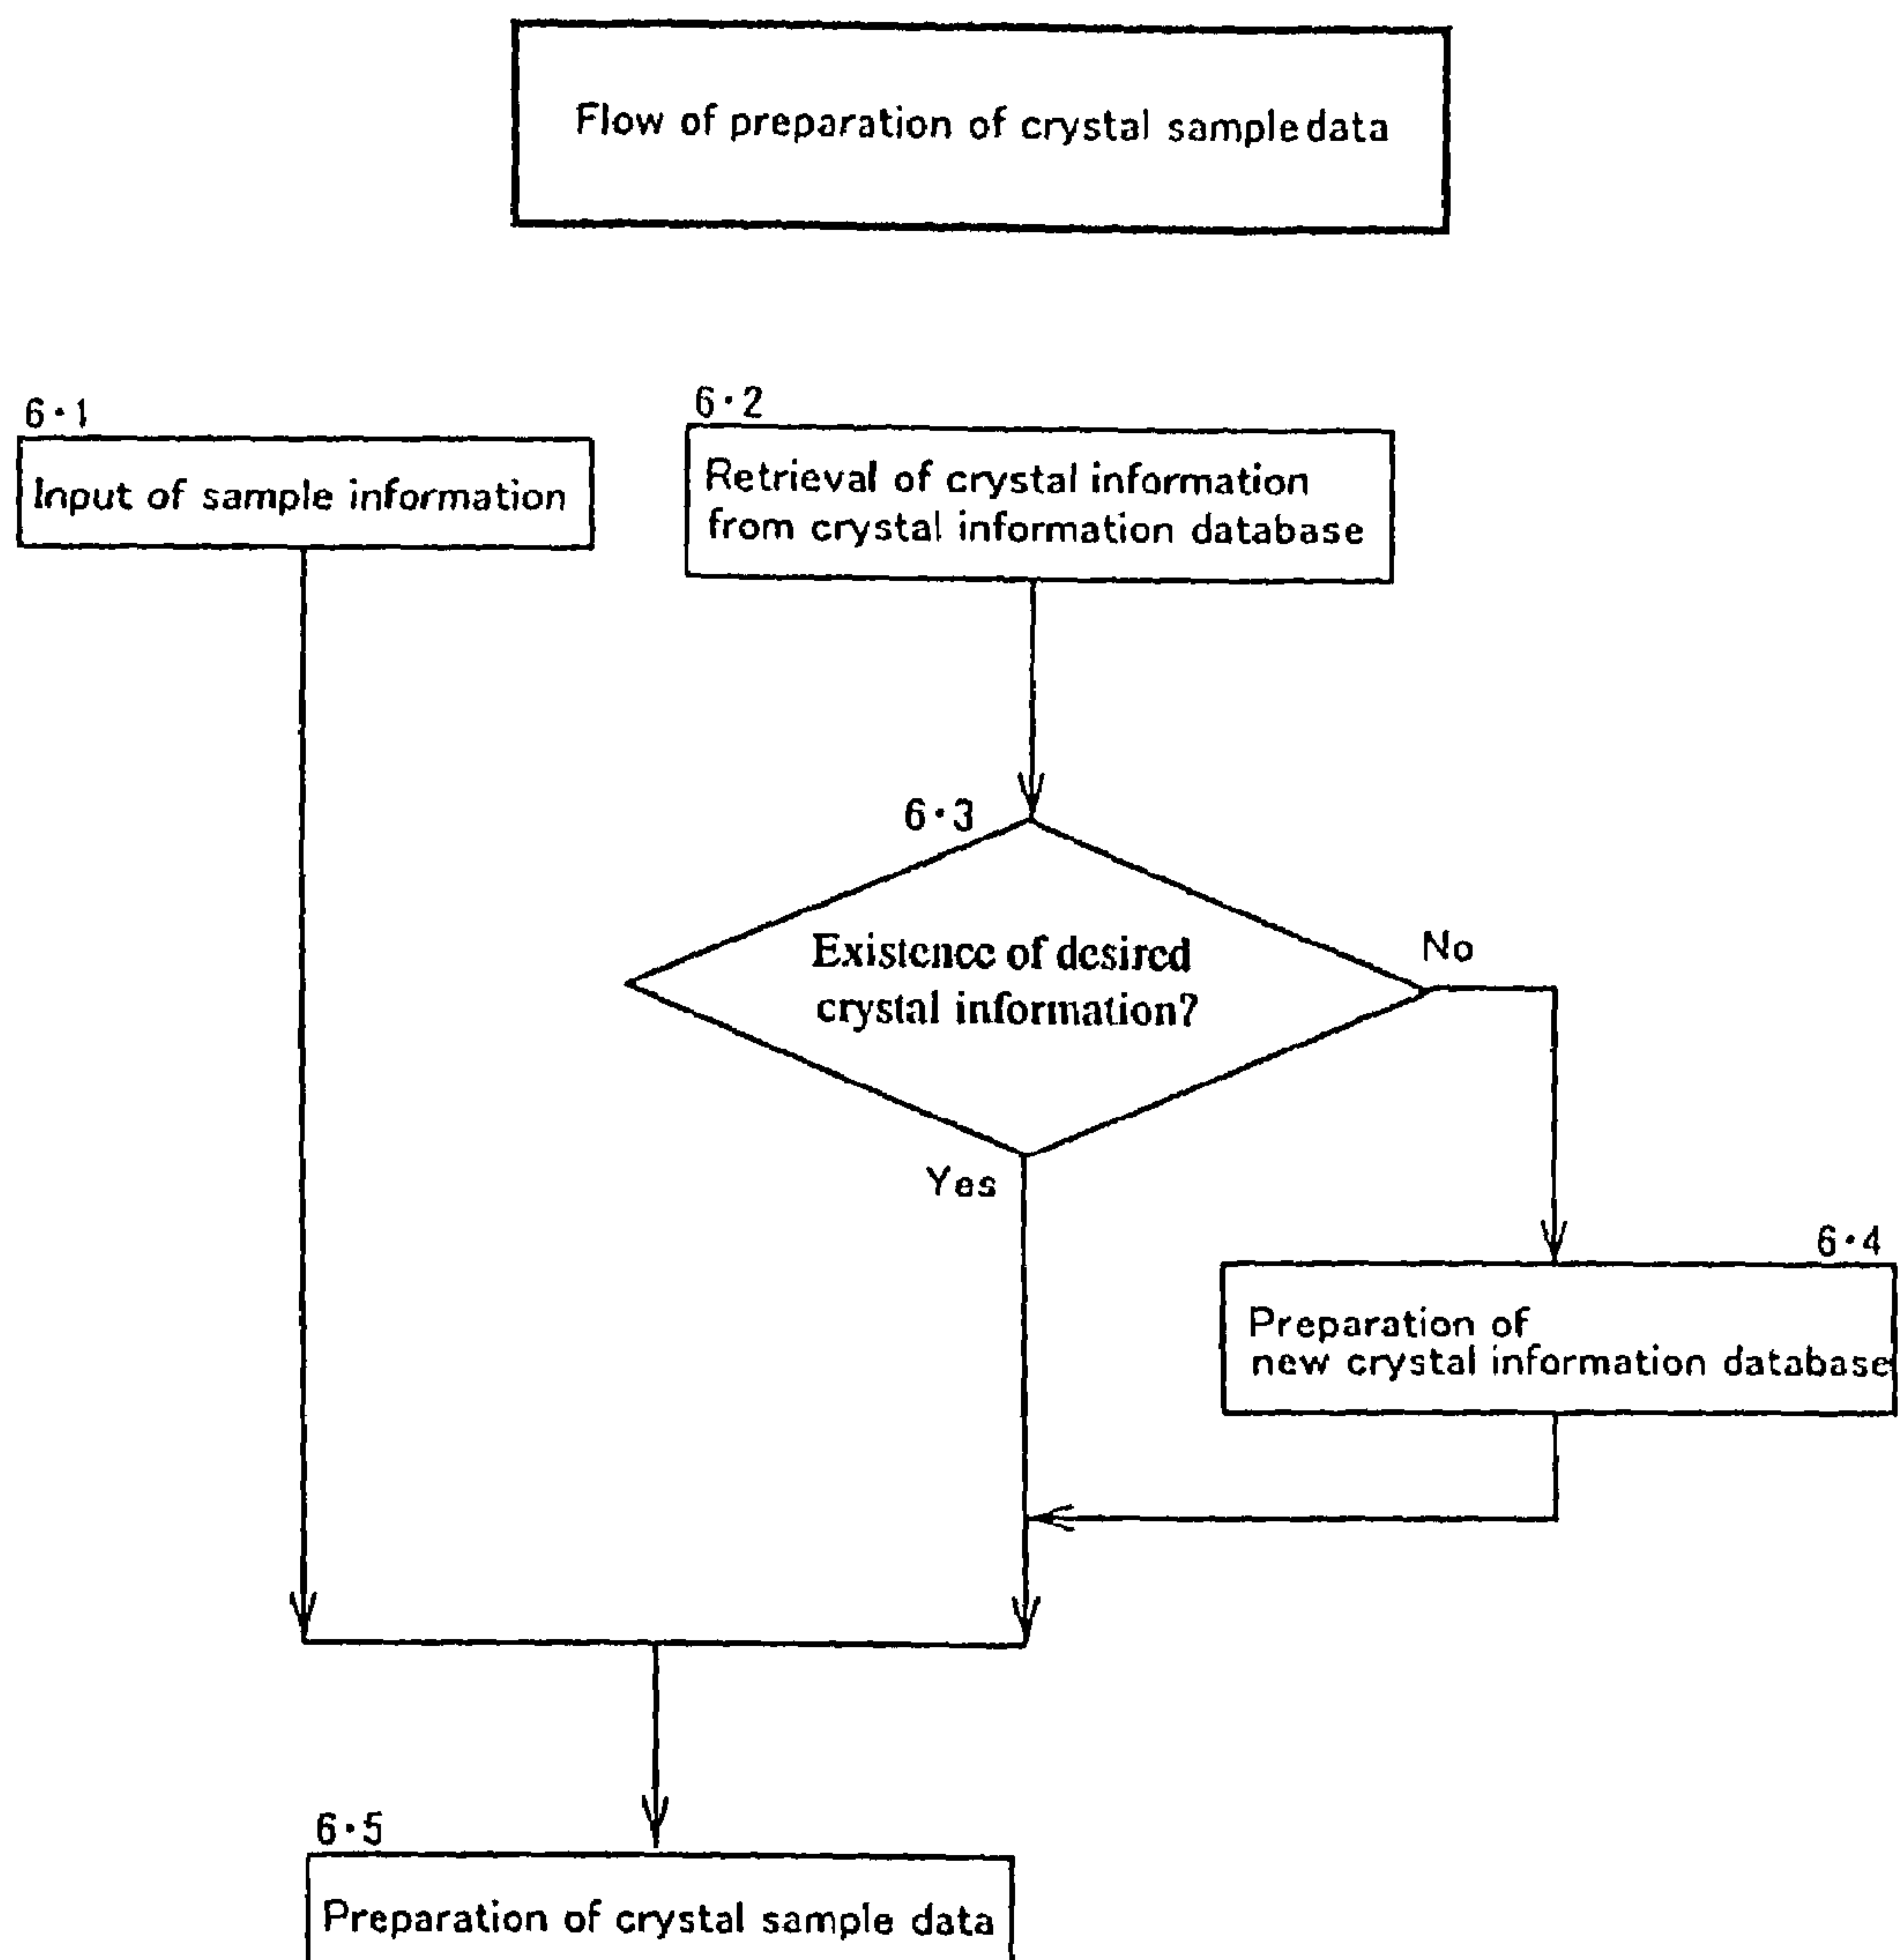 Flow of preparation of crystal sample data
6·1
Input of sample information
6·2
Retrieval of crystal information
from crystal information database
6·3
Existence of desired
crystal information?
No
Yes
6·4
Preparation of
new crystal information database
6·5
Preparation of crystal sample data